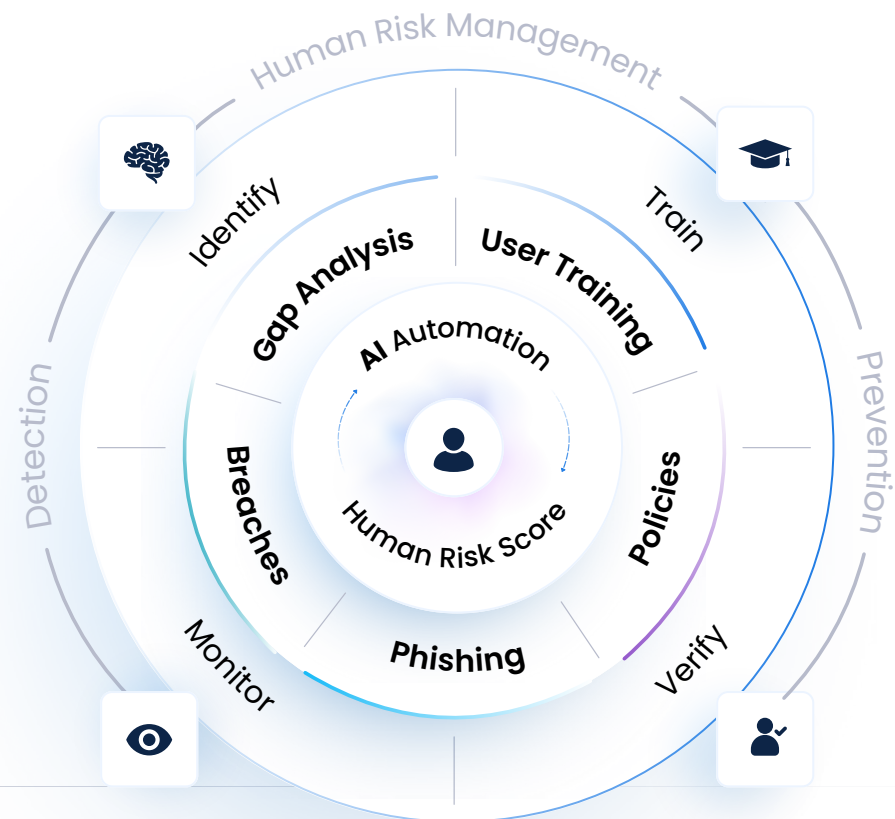 Human Risk Management
Identify
Train
Gap Analysis
User Training
AI Automation
Detection
Prevention
Breaches
Policies
Human Risk Score
Phishing
Monitor
Verify